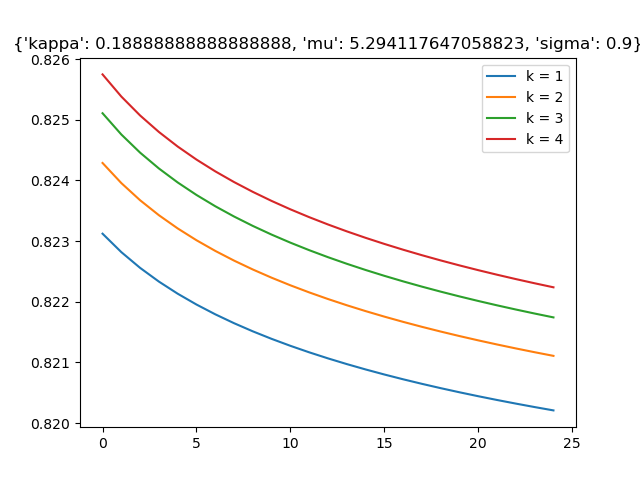 {'kappa': 0.18888888888888888, 'mu': 5.294117647058823, 'sigma': 0.9}
0.826
0.825
0.824
0.823
0.822
0.821
0.820
k = 1
k = 2
k = 3
k = 4
0
5
10
15
20
25